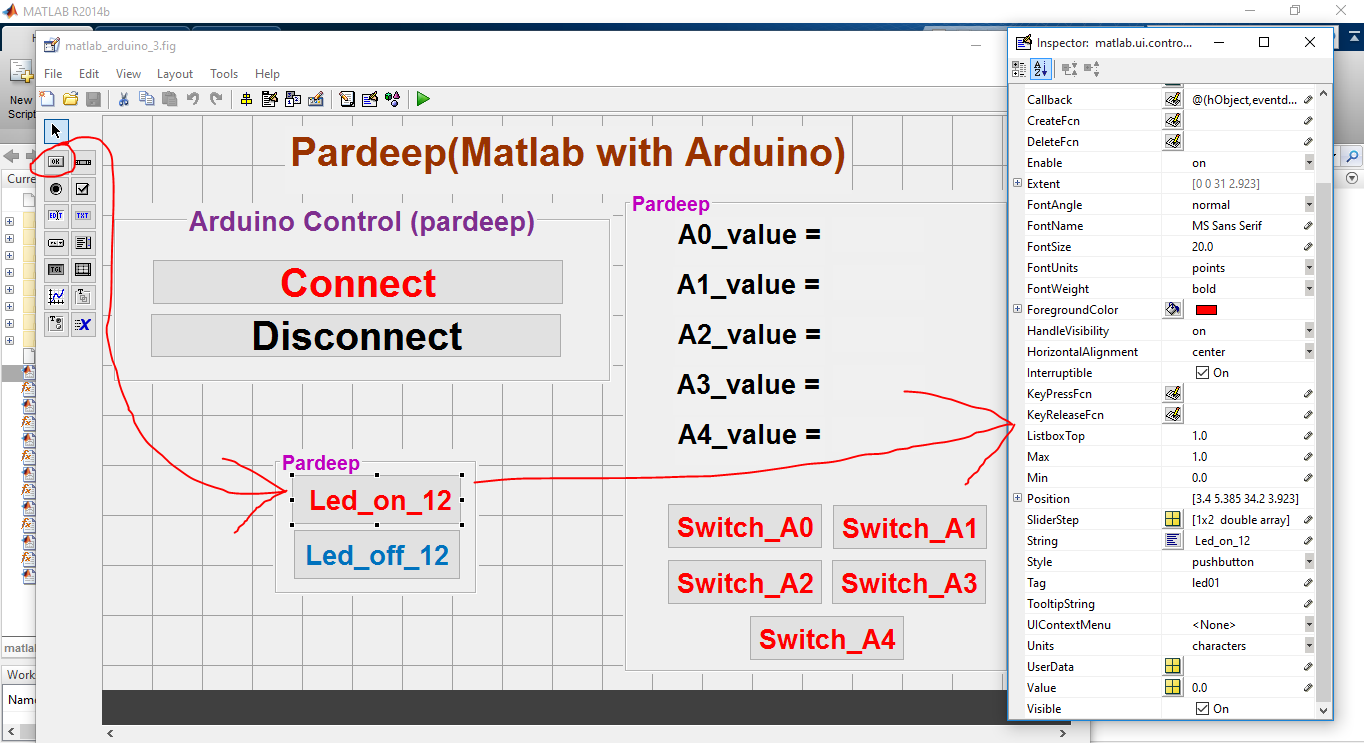 MATLAB R2014b
matlab_arduino_3.fig
File Edit View Layout Tools Help
New
Script
Curre
OK
EDIT TXT
TGL
Pardeep(Matlab with Arduino)
Arduino Control (pardeep)
Connect
Disconnect
Pardeep
A0_value =
A1_value =
A2_value =
A3_value =
A4_value =
Pardeep
Led_on_12
Led_off_12
Switch_A0 Switch_A1
Switch_A2 Switch_A3
Switch_A4
matlal
Work
Name
Inspector: matlab.ui.contro...
Callback @(hObject,eventd...
CreateFcn
DeleteFcn
Enable on
Extent [0 0 31 2.923]
FontAngle normal
FontName MS Sans Serif
FontSize 20.0
FontUnits points
FontWeight bold
ForegroundColor
HandleVisibility on
HorizontalAlignment center
Interruptible On
KeyPressFcn
KeyReleaseFcn
ListboxTop 1.0
Max 1.0
Min 0.0
Position [3.4 5.385 34.2 3.923]
SliderStep [1x2 double array]
String Led_on_12
Style pushbutton
Tag led01
TooltipString
UIContextMenu <None>
Units characters
UserData
Value 0.0
Visible On